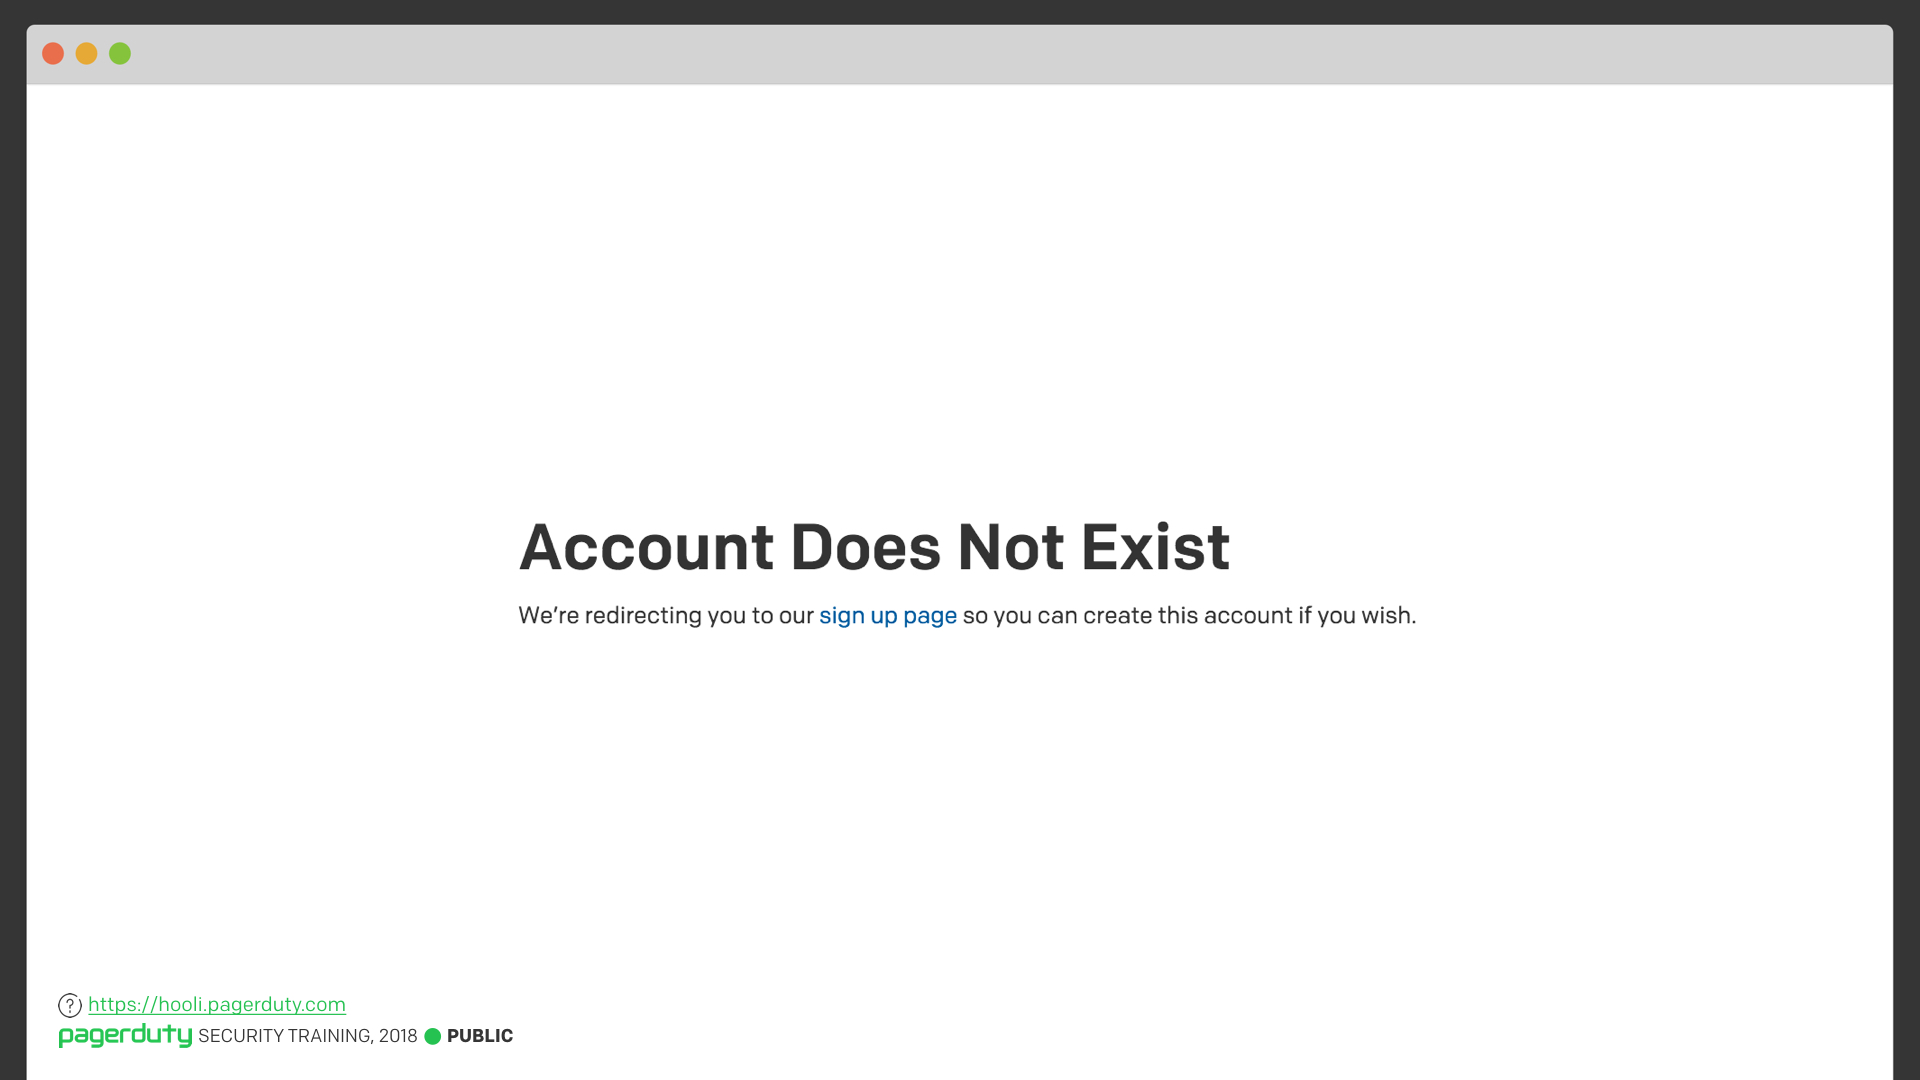 Account Does Not Exist
We’re redirecting you to our sign up page so you can create this account if you wish.
? https://hooli.pagerduty.com
pagerduty SECURITY TRAINING, 2018 PUBLIC